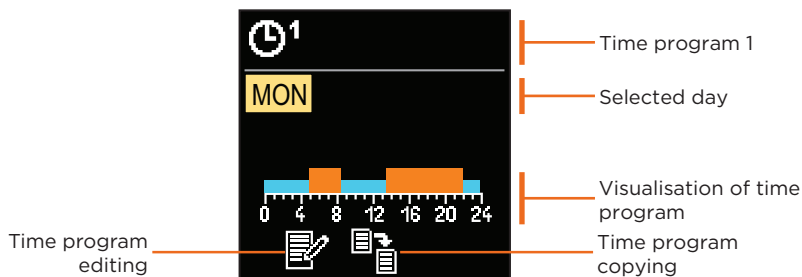 1
Time program 1
MON
Selected day
0 4 8 12 16 20 24
Visualisation of time
program
Time program
editing
Time program
copying